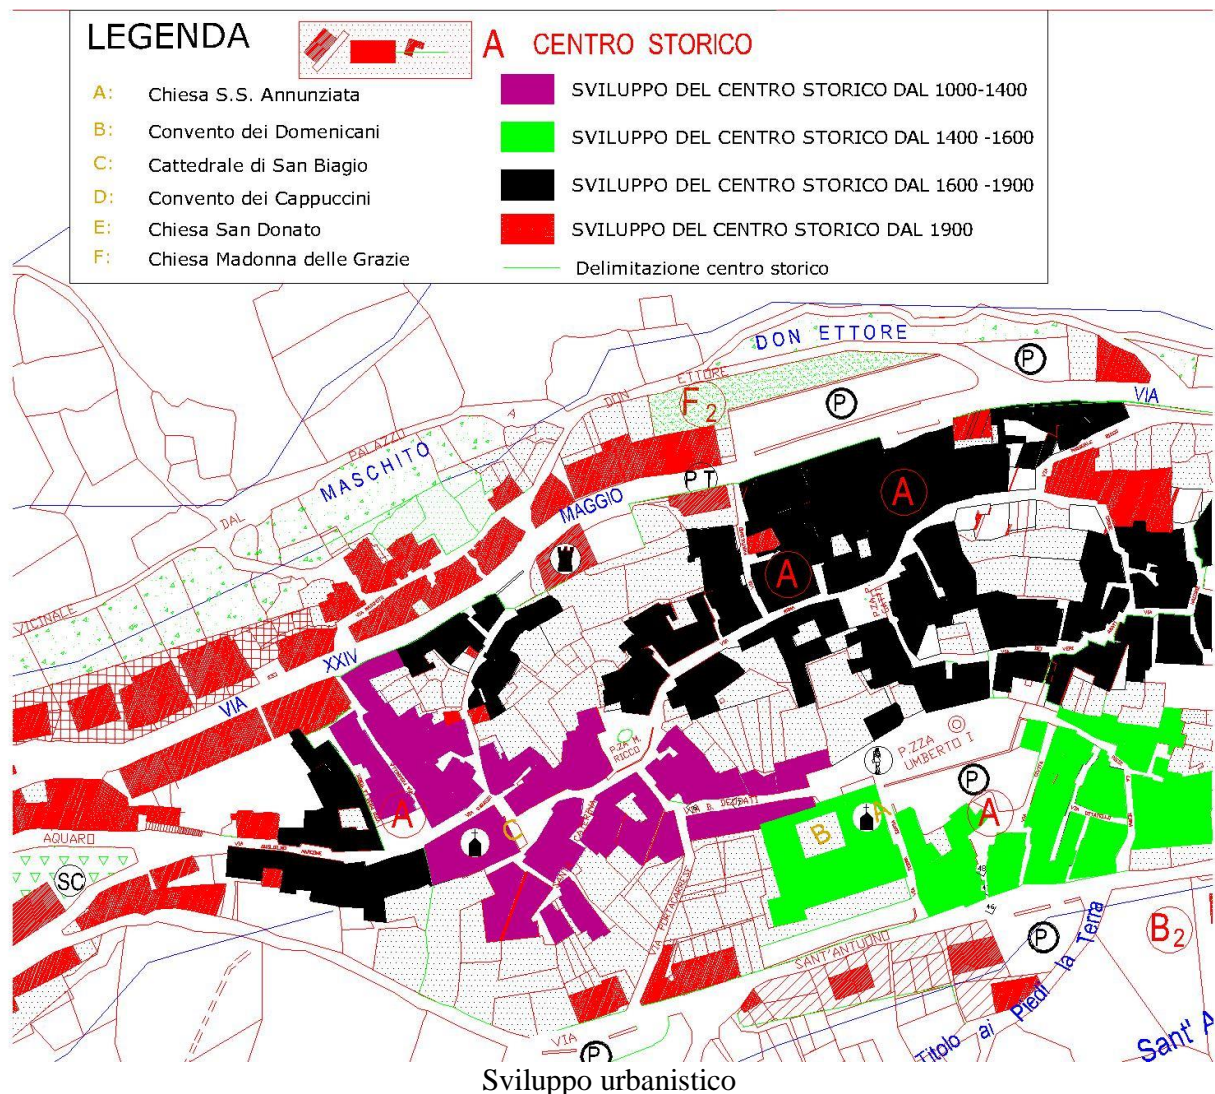 LEGENDA
A CENTRO STORICO
A: Chiesa S.S. Annunziata
B: Convento dei Domenicani
C: Cattedrale di San Biagio
D: Convento dei Cappuccini
E: Chiesa San Donato
F: Chiesa Madonna delle Grazie
SVILUPPO DEL CENTRO STORICO DAL 1000-1400
SVILUPPO DEL CENTRO STORICO DAL 1400 -1600
SVILUPPO DEL CENTRO STORICO DAL 1600 -1900
SVILUPPO DEL CENTRO STORICO DAL 1900
Delimitazione centro storico
DON ETTORE
P
VIA
DON ETTORE
F2
P
A
PALAZZO
MASCHITO
DAL
VICINALE
PT
MAGGIO
A
A
XXIV
VIA
P.ZA M.
RICCO
P.ZZA
UMBERTO I
P
A
A
C
B
A
VIA B. DEODATI
AQUARO
SC
SANT'ANTUONO
P
B2
VIA
P
Titolo ai Piedi la Terra
Sant' A
Sviluppo urbanistico